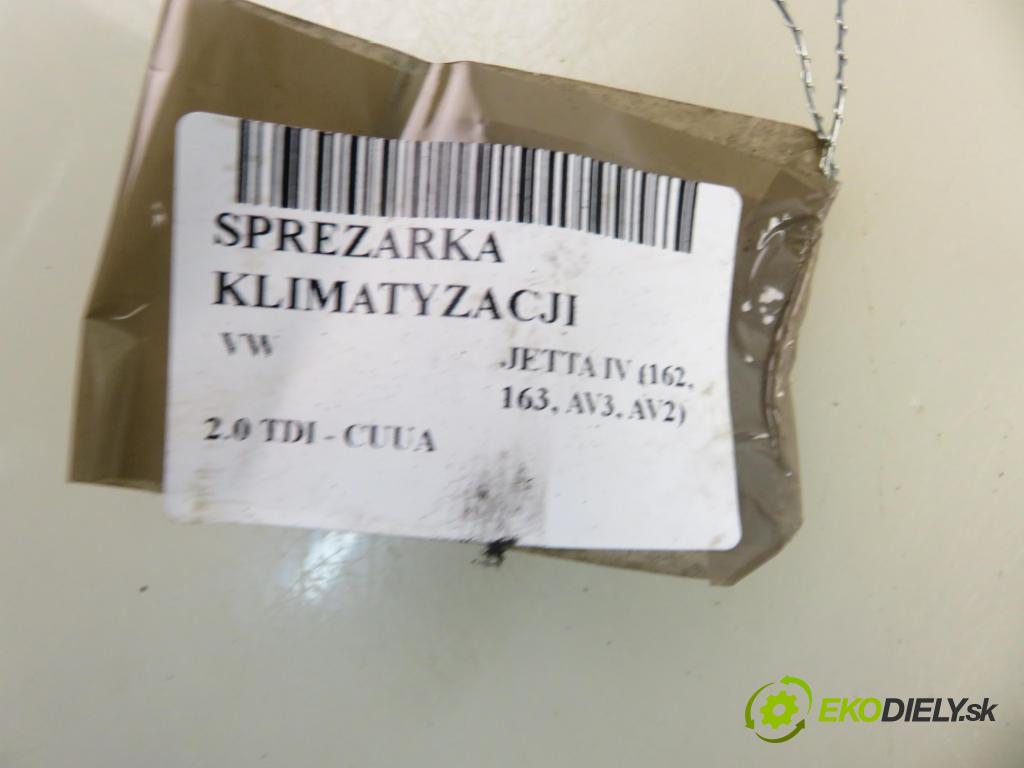 SPREZARKA
KLIMATYZACJI
VW
JETTA IV (162,
163, AV3, AV2)
2.0 TDI - CUUA
EKODIELY.sk